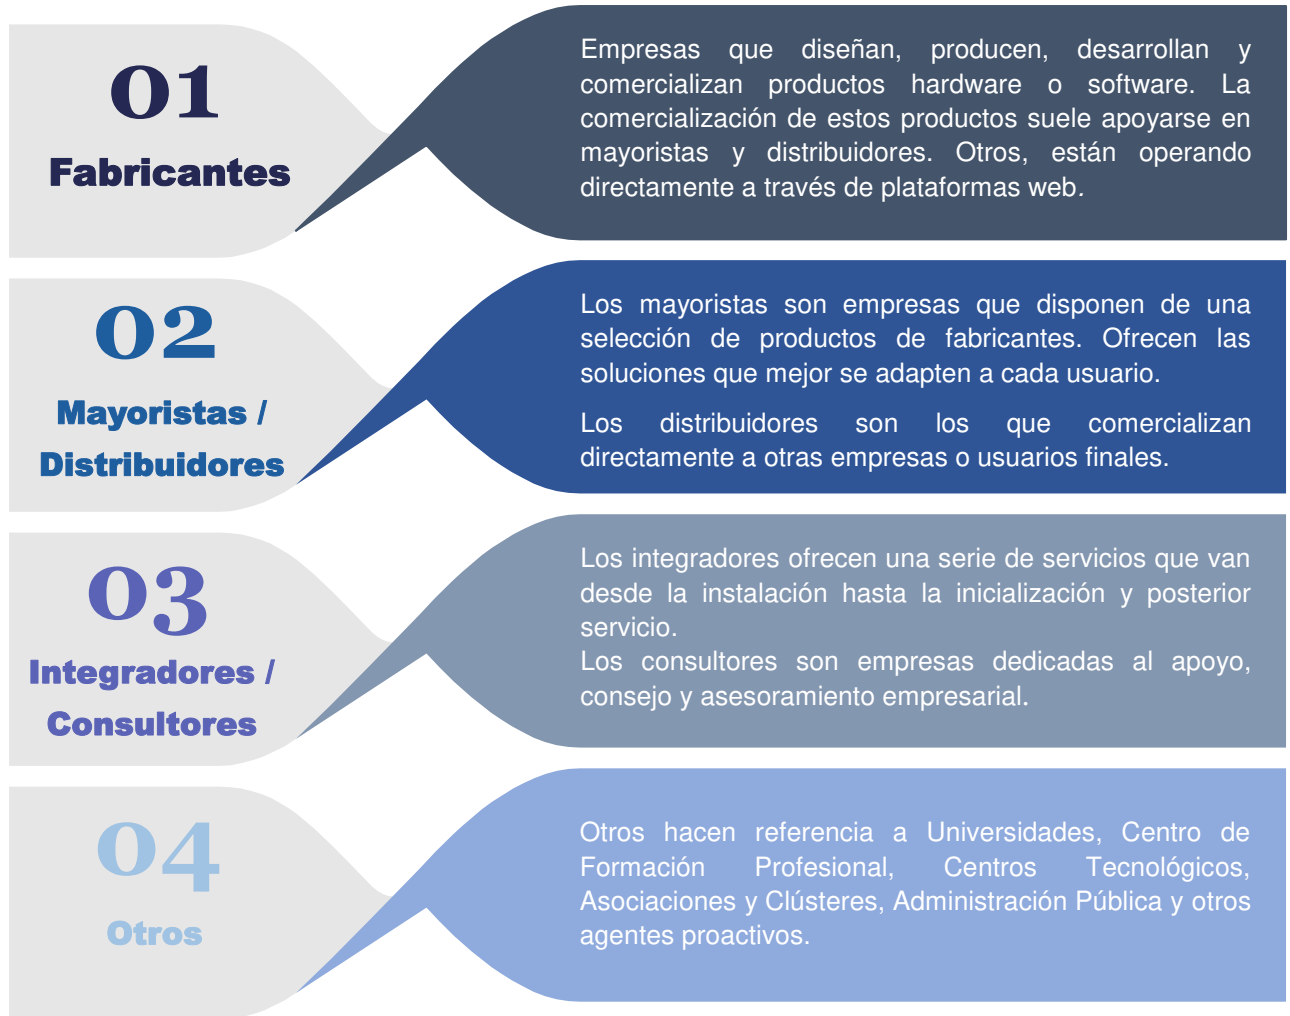 01
Fabricantes
Empresas que diseñan, producen, desarrollan y
comercializan productos hardware o software. La
comercialización de estos productos suele apoyarse en
mayoristas y distribuidores. Otros, están operando
directamente a través de plataformas web.
02
Mayoristas /
Distribuidores
Los mayoristas son empresas que disponen de una
selección de productos de fabricantes. Ofrecen las
soluciones que mejor se adapten a cada usuario.
Los distribuidores son los que comercializan
directamente a otras empresas o usuarios finales.
03
Integradores /
Consultores
Los integradores ofrecen una serie de servicios que van
desde la instalación hasta la inicialización y posterior
servicio.
Los consultores son empresas dedicadas al apoyo,
consejo y asesoramiento empresarial.
04
Otros
Otros hacen referencia a Universidades, Centro de
Formación Profesional, Centros Tecnológicos,
Asociaciones y Clústeres, Administración Pública y otros
agentes proactivos.